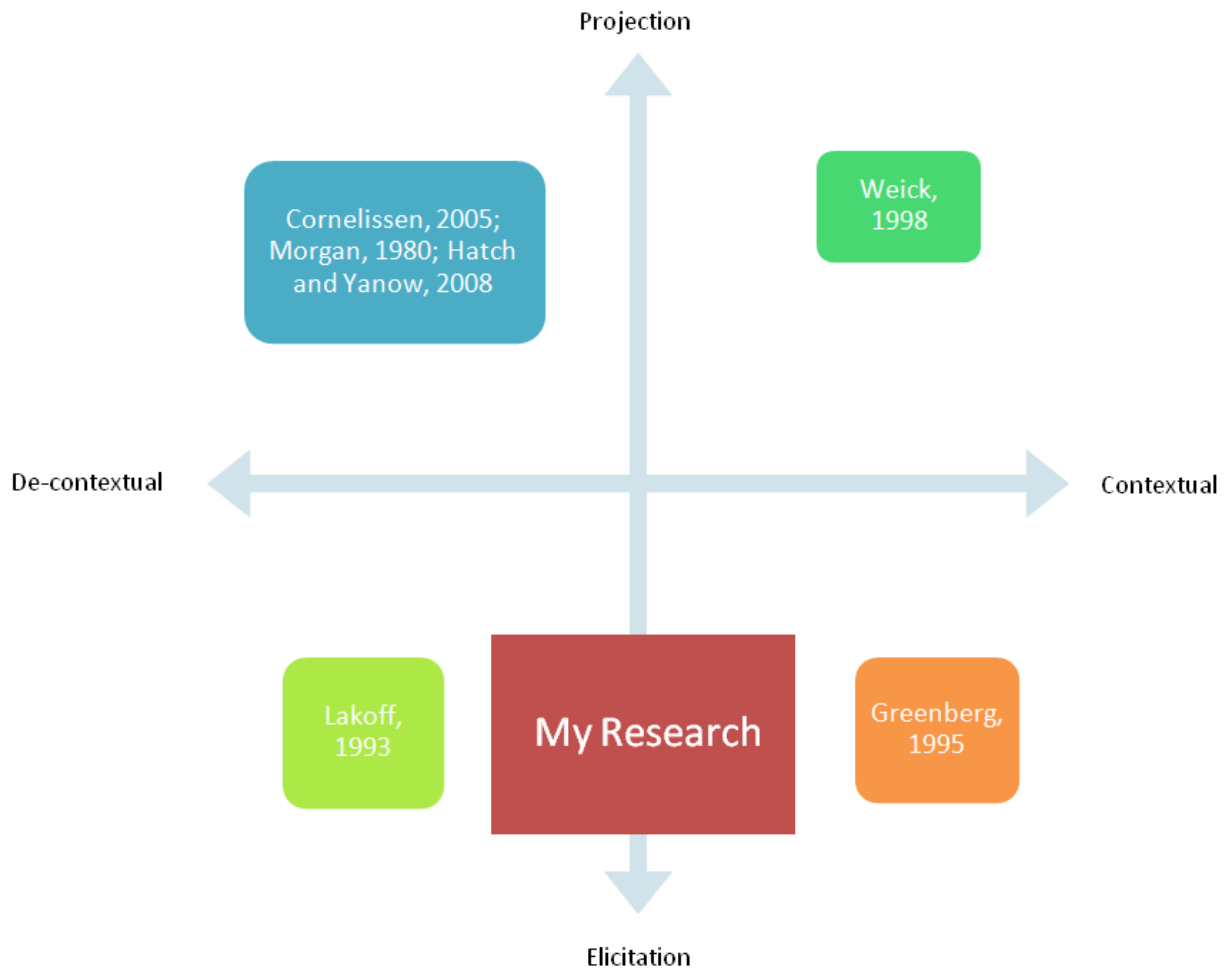 Projection
Cornelissen, 2005;
Morgan, 1980; Hatch
and Yanow, 2008
Weick,
1998
De-contextual
Contextual
Lakoff,
1993
My Research
Greenberg,
1995
Elicitation